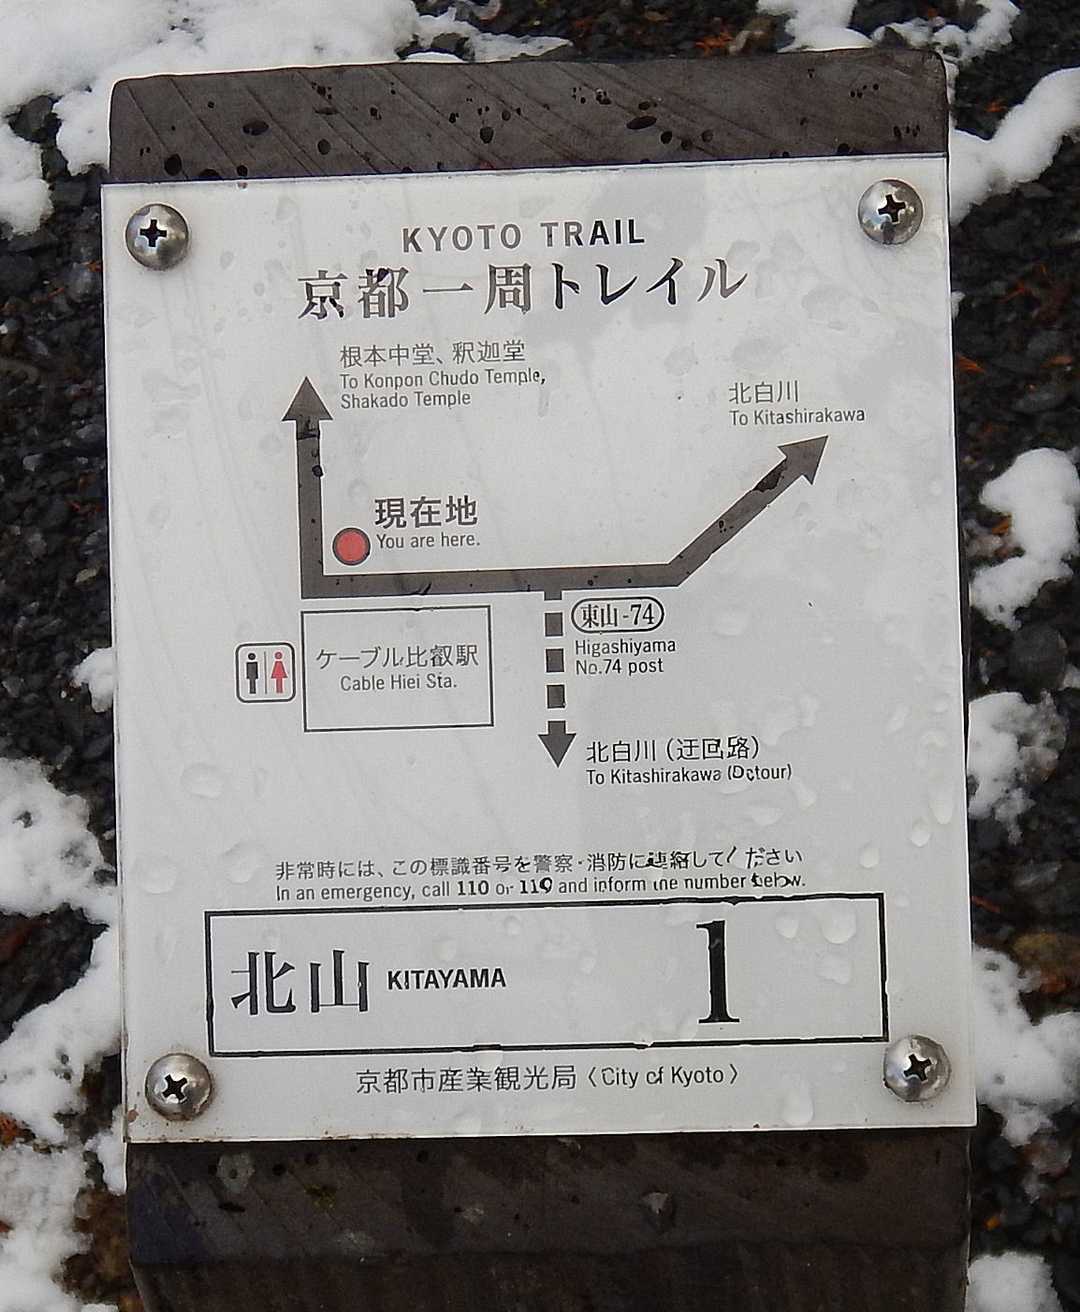 KYOTO TRAIL
京都一周トレイル
根本中堂、釈迦堂
To Konpon Chudo Temple,
Shakado Temple
北白川
To Kitashirakawa
現在地
You are here.
東山-74
Higashiyama
No.74 post
ケーブル比叡駅
Cable Hiei Sta.
北白川（迂回路）
To Kitashirakawa (Detour)
非常時には、この標識番号を警察・消防に連絡してください
In an emergency, call 110 or 119 and inform the number below.
北山 KITAYAMA 1
京都市産業観光局〈City of Kyoto〉